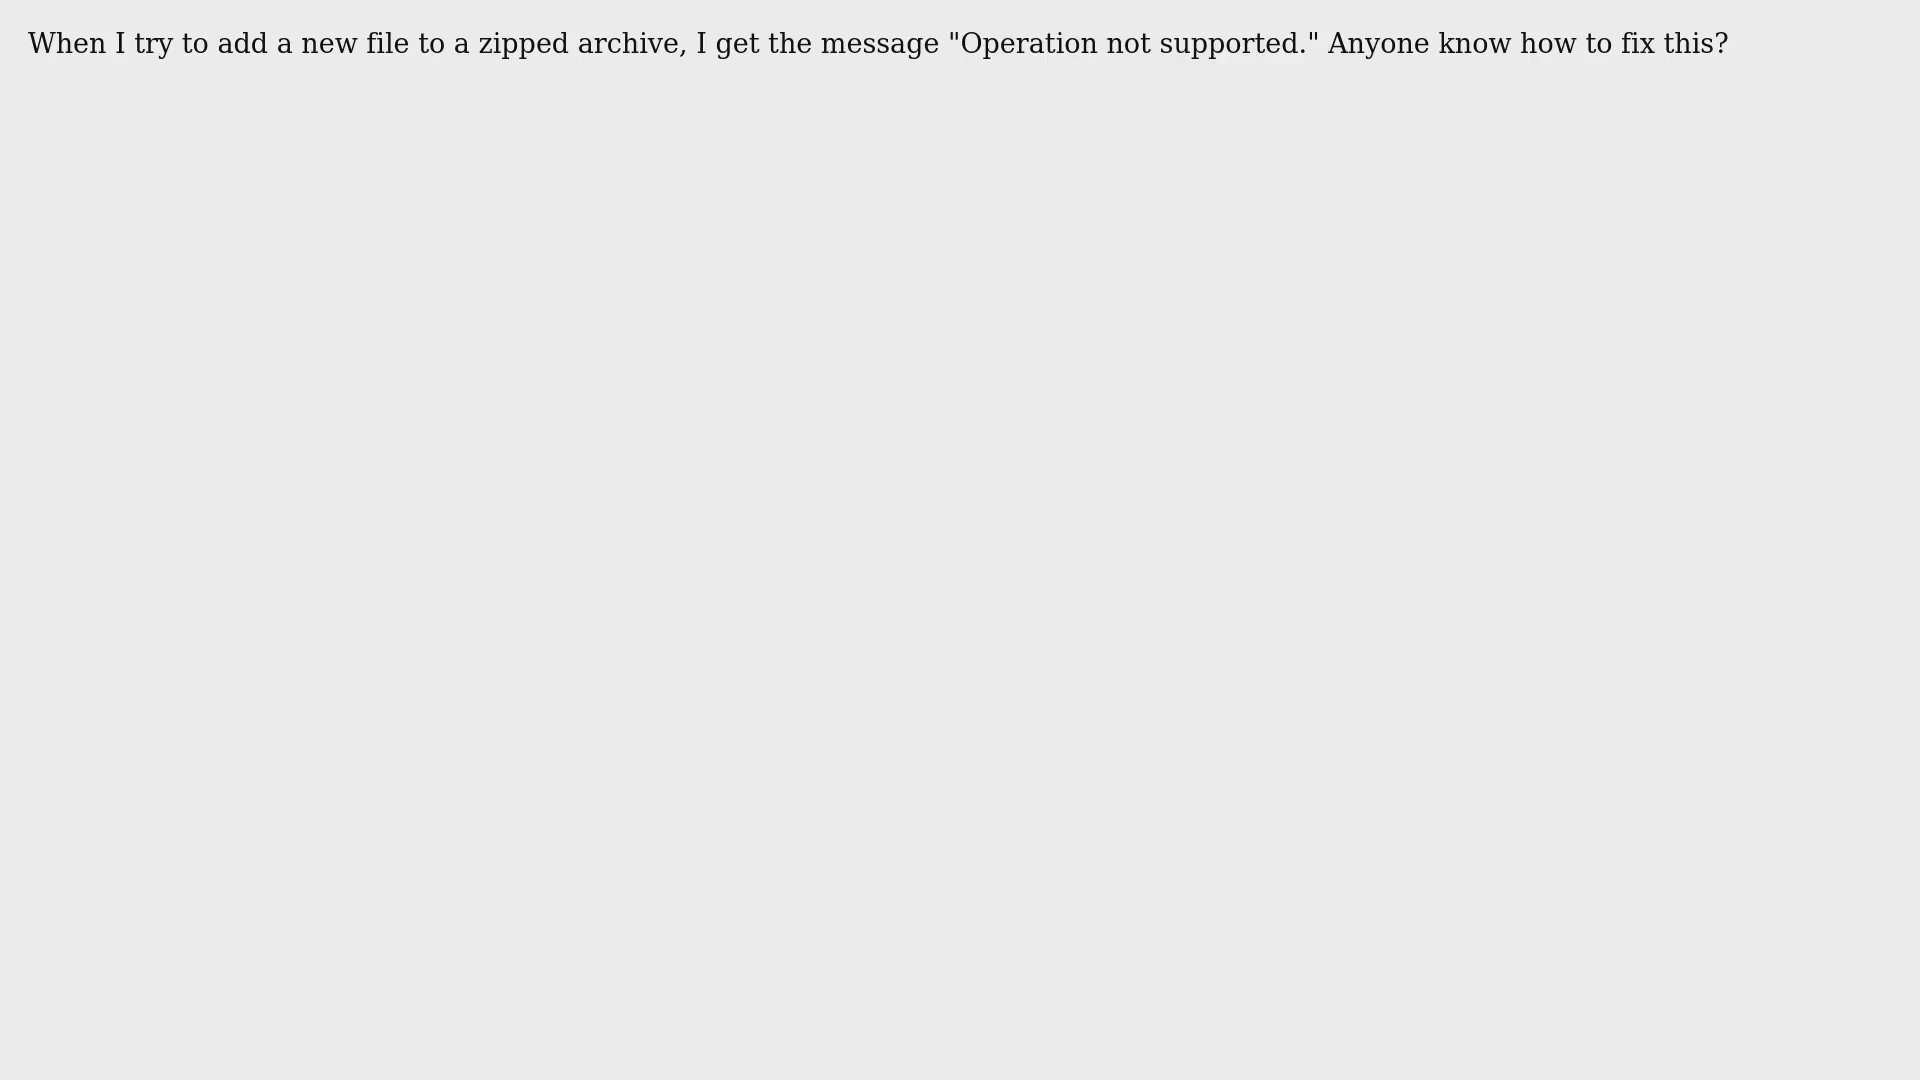 When I try to add a new file to a zipped archive, I get the message "Operation not supported." Anyone know how to fix this?